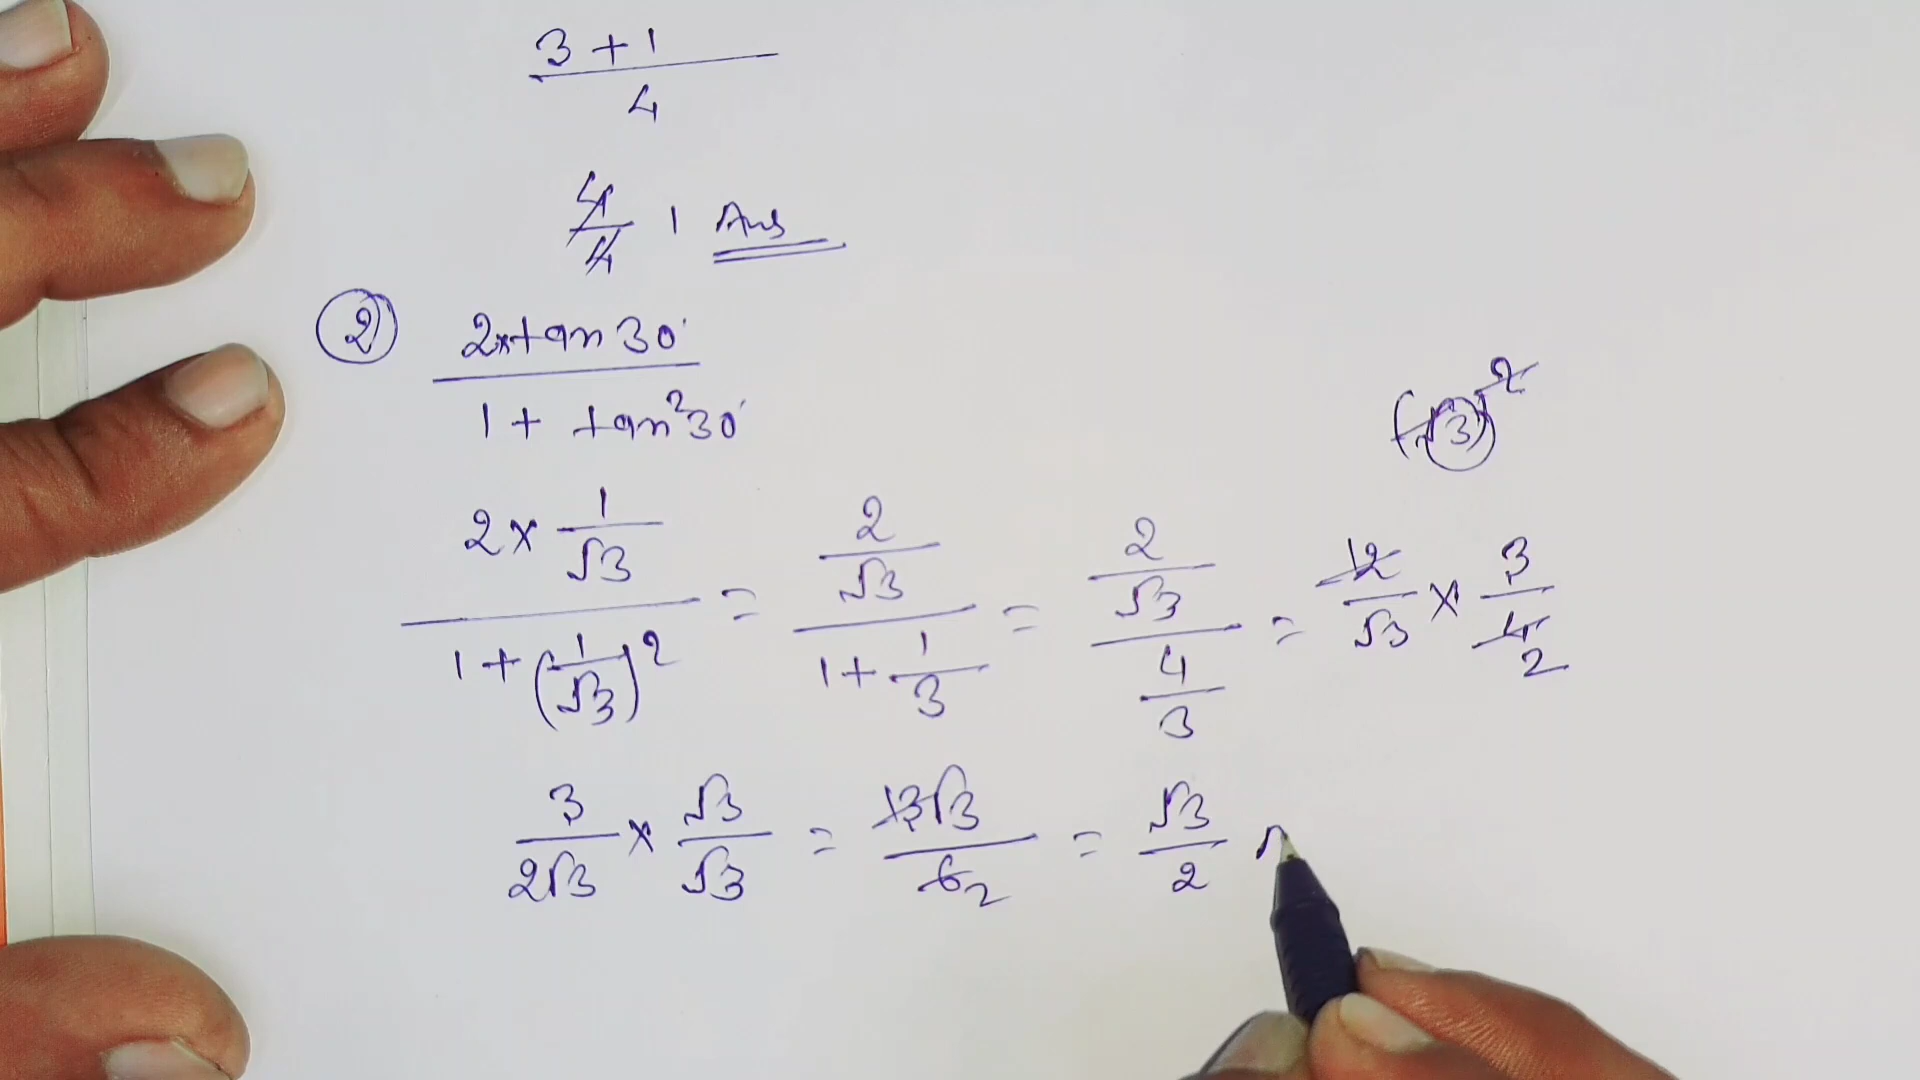 3 + 1
4
4/4 1 Ans
② 2×tan 30°
1 + tan²30°
(√3)²
2 × 1/√3 = 2/√3 = 2/√3 = 12/√3 × 3/4 2
1 + (1/√3)² 1 + 1/3 4/3
3/2√3 × √3/√3 = 13√3/6 2 = √3/2